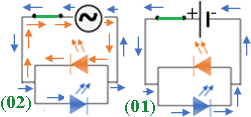 + -
(02) (01)